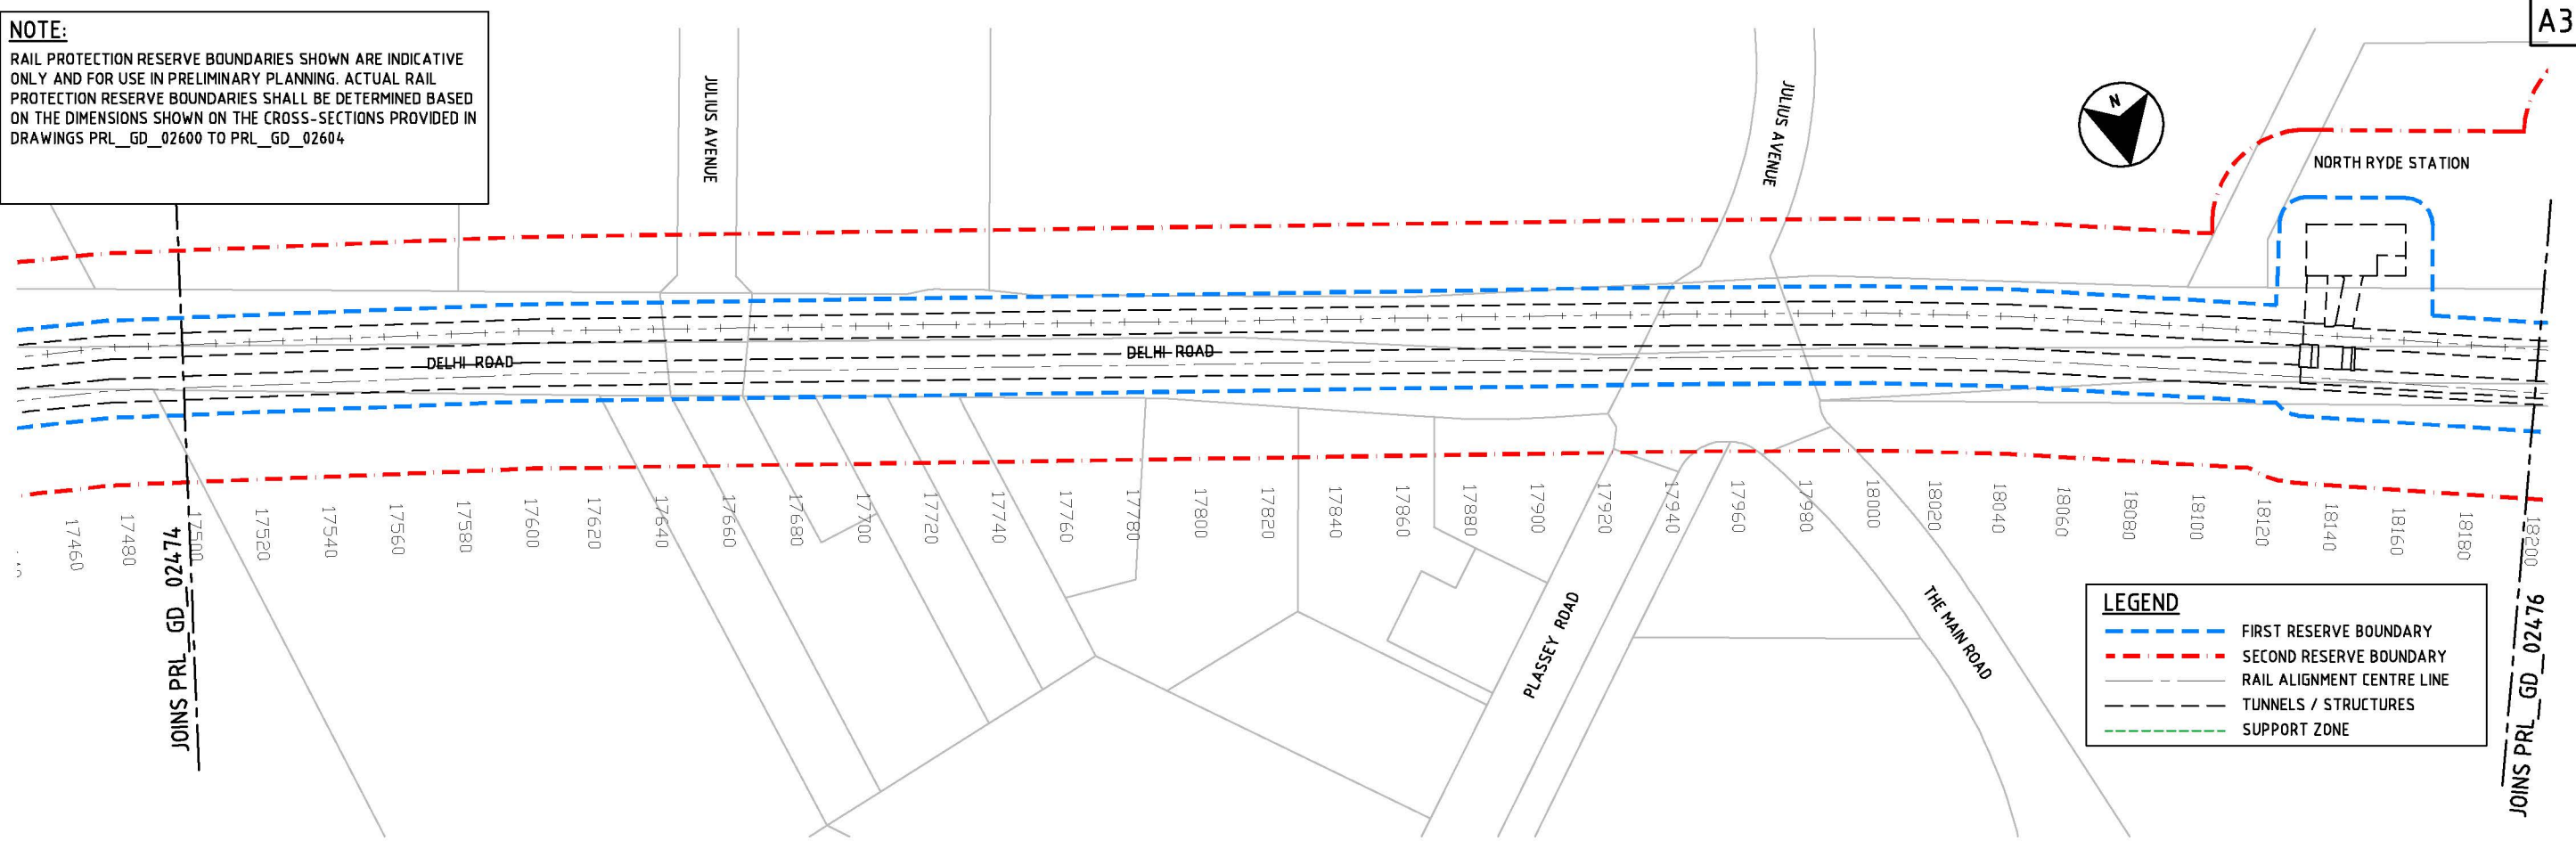 NOTE:
RAIL PROTECTION RESERVE BOUNDARIES SHOWN ARE INDICATIVE
ONLY AND FOR USE IN PRELIMINARY PLANNING. ACTUAL RAIL
PROTECTION RESERVE BOUNDARIES SHALL BE DETERMINED BASED
ON THE DIMENSIONS SHOWN ON THE CROSS-SECTIONS PROVIDED IN
DRAWINGS PRL_GD_02600 TO PRL_GD_02604
A3
JULIUS AVENUE
JULIUS AVENUE
N
NORTH RYDE STATION
DELHI ROAD
DELHI ROAD
17460
17480
17500
17520
17540
17560
17580
17600
17620
17640
17660
17680
17700
17720
17740
17760
17780
17800
17820
17840
17860
17880
17900
17920
17940
17960
17980
18000
18020
18040
18060
18080
18100
18120
18140
18160
18180
18200
JOINS PRL_GD_02474
PLASSEY ROAD
THE MAIN ROAD
LEGEND
FIRST RESERVE BOUNDARY
SECOND RESERVE BOUNDARY
RAIL ALIGNMENT CENTRE LINE
TUNNELS / STRUCTURES
SUPPORT ZONE
JOINS PRL_GD_02476